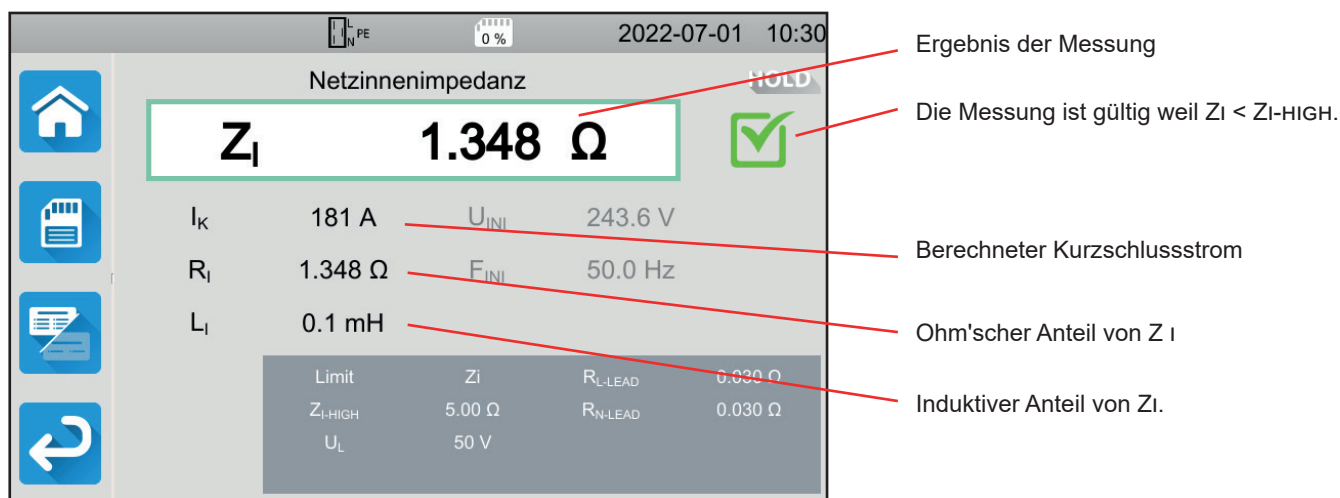 L
N PE
0 %
2022-07-01 10:30
Netzinnenimpedanz
HOLD
ZI 1.348 Ω
IK 181 A UINI 243.6 V
RI 1.348 Ω FINI 50.0 Hz
LI 0.1 mH
Limit Zi RL-LEAD 0.030 Ω
ZI-HIGH 5.00 Ω RN-LEAD 0.030 Ω
UL 50 V
Ergebnis der Messung
Die Messung ist gültig weil ZI < ZI-HIGH.
Berechneter Kurzschlussstrom
Ohm'scher Anteil von Z I
Induktiver Anteil von ZI.